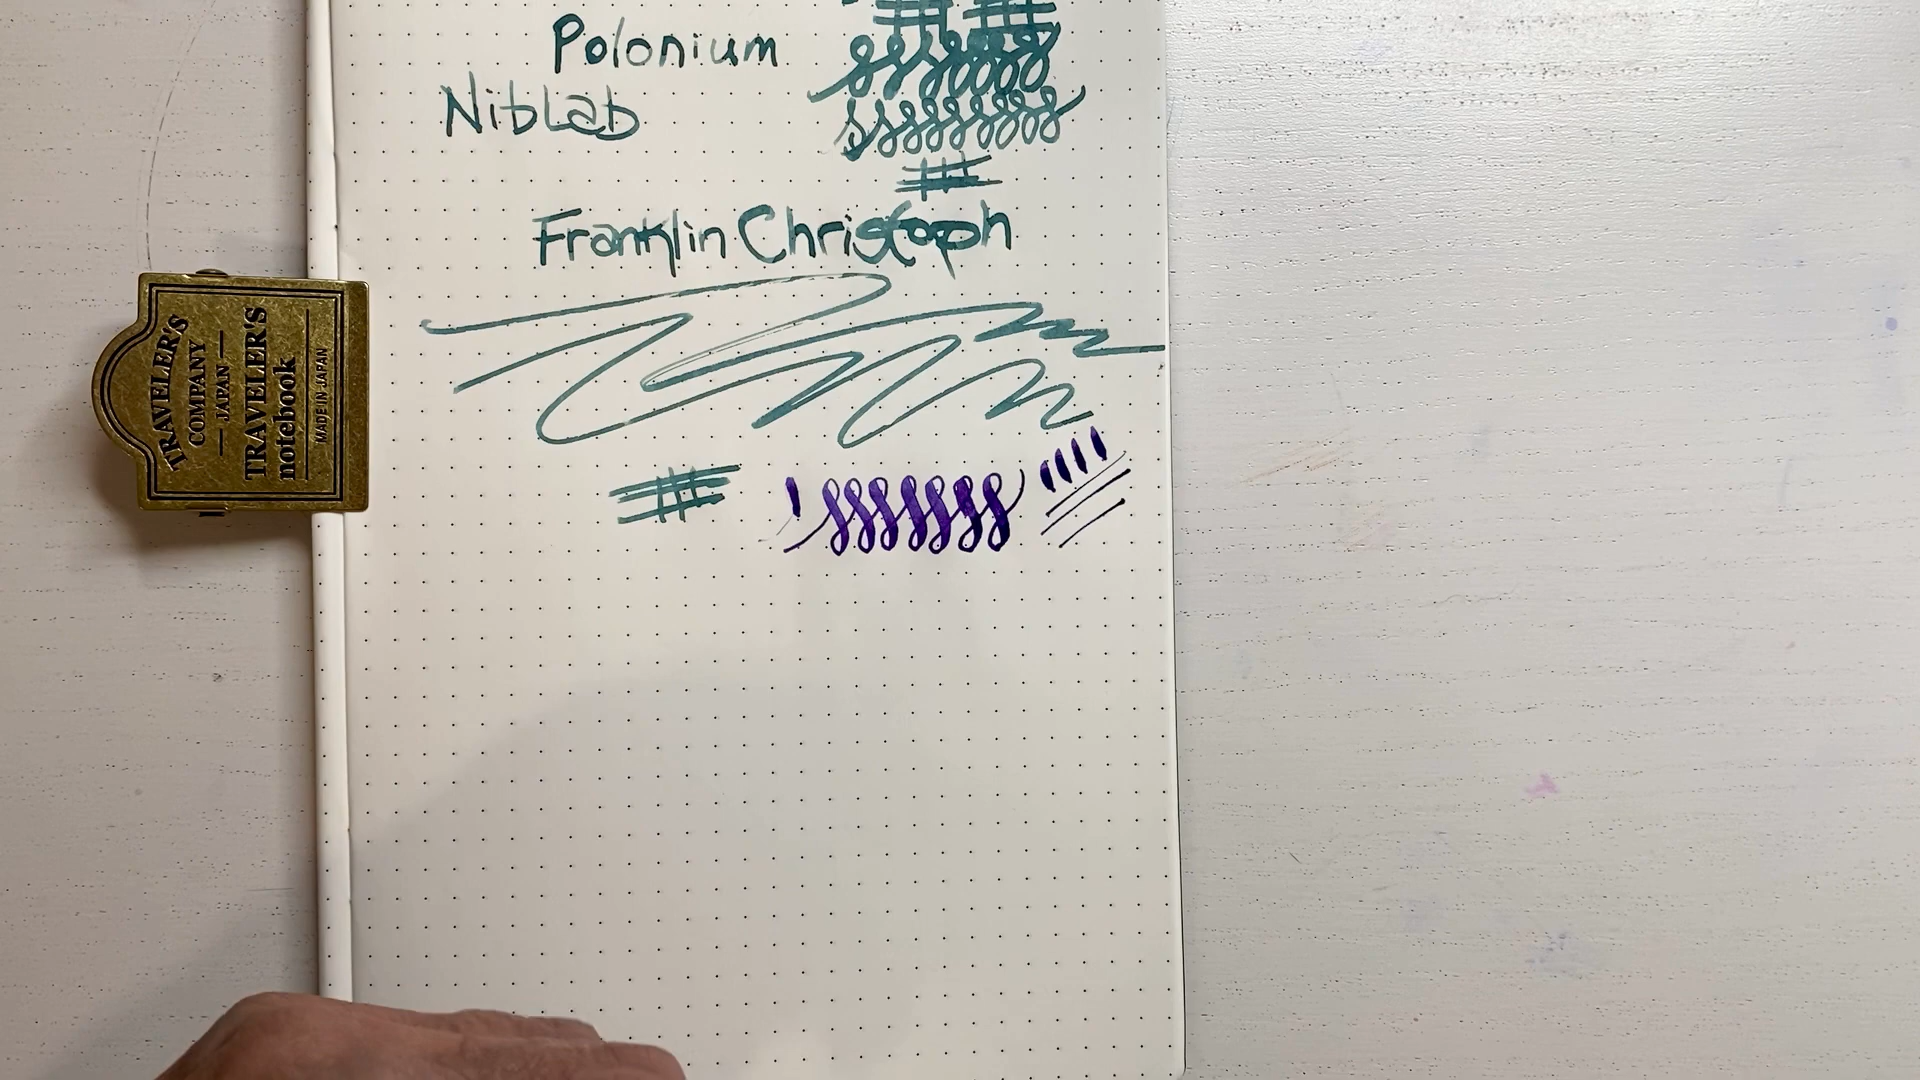 Polonium
NibLab
Franklin Christoph
TRAVELER'S
COMPANY
JAPAN
TRAVELER'S
notebook
MADE IN JAPAN